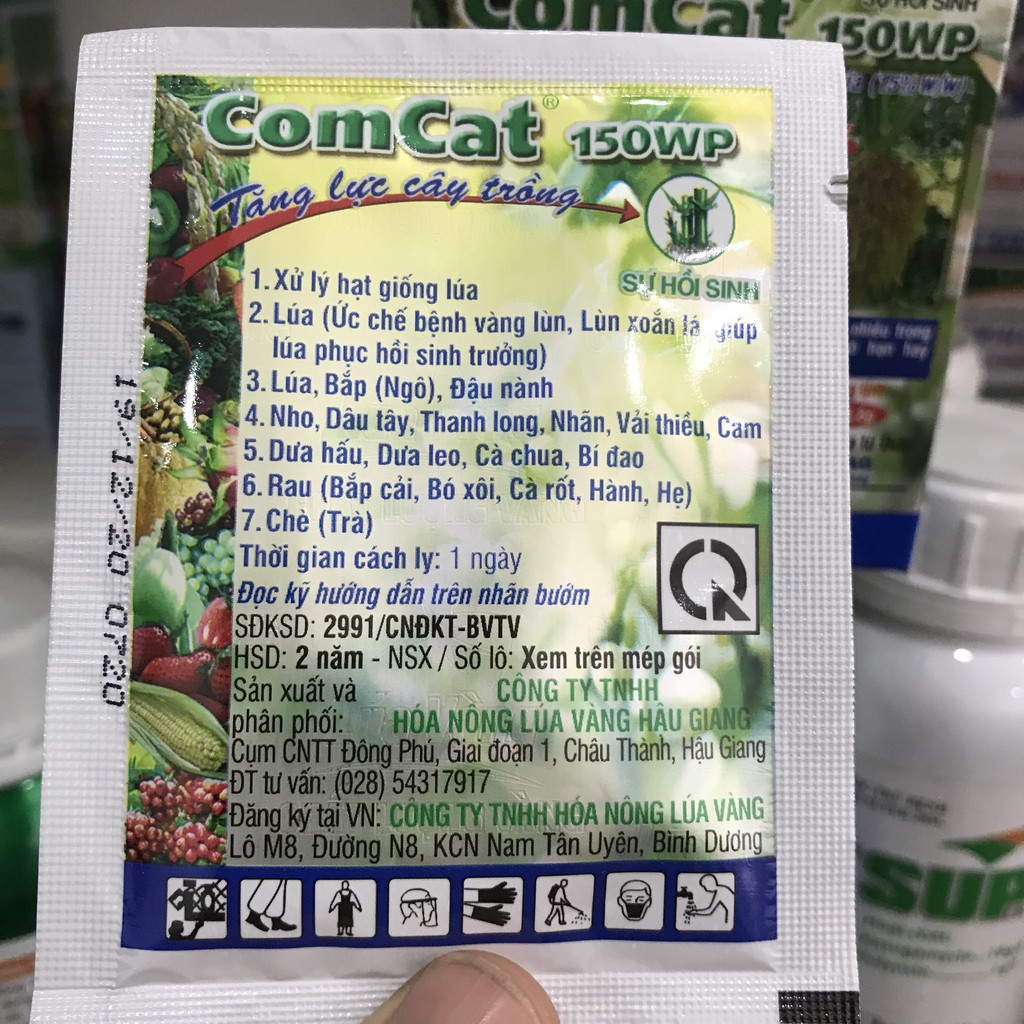 ComCat
150WP
SỰ HỒI SINH
ComCat® 150WP
Tăng lực cây trồng
SỰ HỒI SINH
1. Xử lý hạt giống lúa
2. Lúa (Ức chế bệnh vàng lùn, Lùn xoắn lá, giúp
lúa phục hồi sinh trưởng)
3. Lúa, Bắp (Ngô), Đậu nành
4. Nho, Dâu tây, Thanh long, Nhãn, Vải thiều, Cam
5. Dưa hấu, Dưa leo, Cà chua, Bí đao
6. Rau (Bắp cải, Bó xôi, Cà rốt, Hành, Hẹ)
7. Chè (Trà)
Thời gian cách ly: 1 ngày
Đọc kỹ hướng dẫn trên nhãn bướm
SĐKSD: 2991/CNĐKT-BVTV
HSD: 2 năm - NSX / Số lô: Xem trên mép gói
Sản xuất và CÔNG TY TNHH
phân phối: HÓA NÔNG LÚA VÀNG HẬU GIANG
Cụm CNTT Đông Phú, Giai đoạn 1, Châu Thành, Hậu Giang
ĐT tư vấn: (028) 54317917
Đăng ký tại VN: CÔNG TY TNHH HÓA NÔNG LÚA VÀNG
Lô M8, Đường N8, KCN Nam Tân Uyên, Bình Dương
19/12/20 0720
SUP